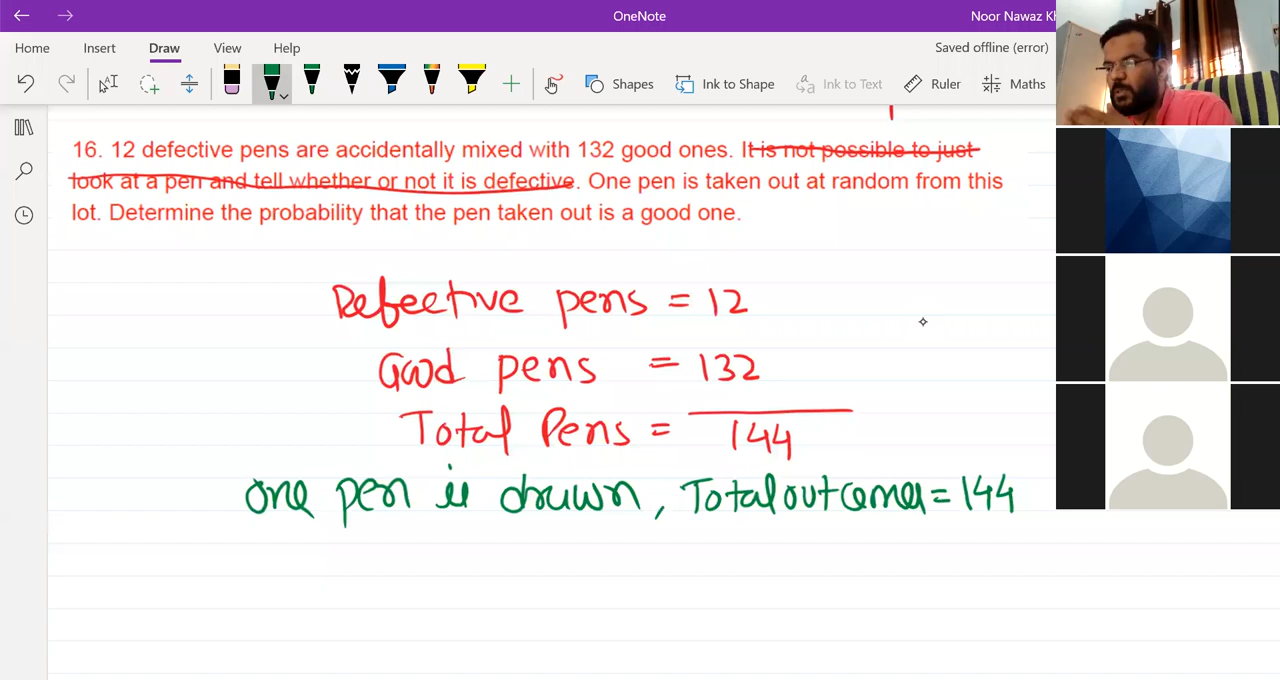 OneNote
Noor Nawaz Kh
Home Insert Draw View Help
Saved offline (error)
Shapes Ink to Shape Ink to Text Ruler Maths
16. 12 defective pens are accidentally mixed with 132 good ones. It is not possible to just
look at a pen and tell whether or not it is defective. One pen is taken out at random from this
lot. Determine the probability that the pen taken out is a good one.
Defective pens = 12
Good pens = 132
Total Pens = 144
One pen is drawn, Total outcomes = 144